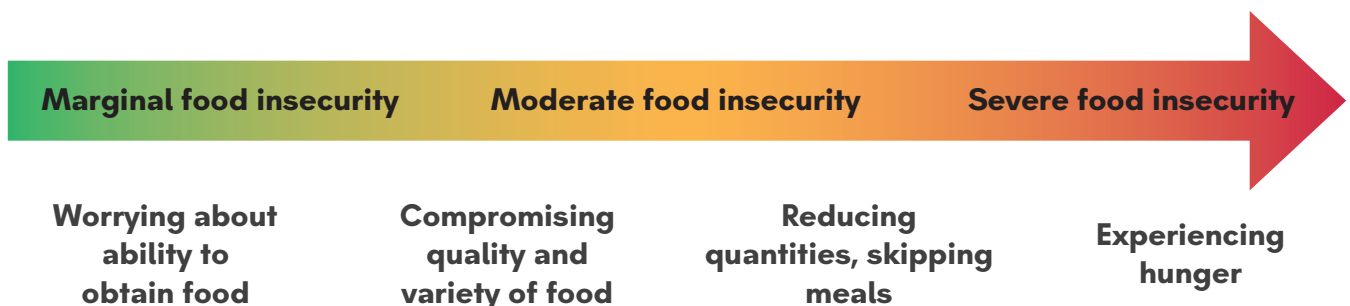 Marginal food insecurity
Moderate food insecurity
Severe food insecurity
Worrying about
ability to
obtain food
Compromising
quality and
variety of food
Reducing
quantities, skipping
meals
Experiencing
hunger